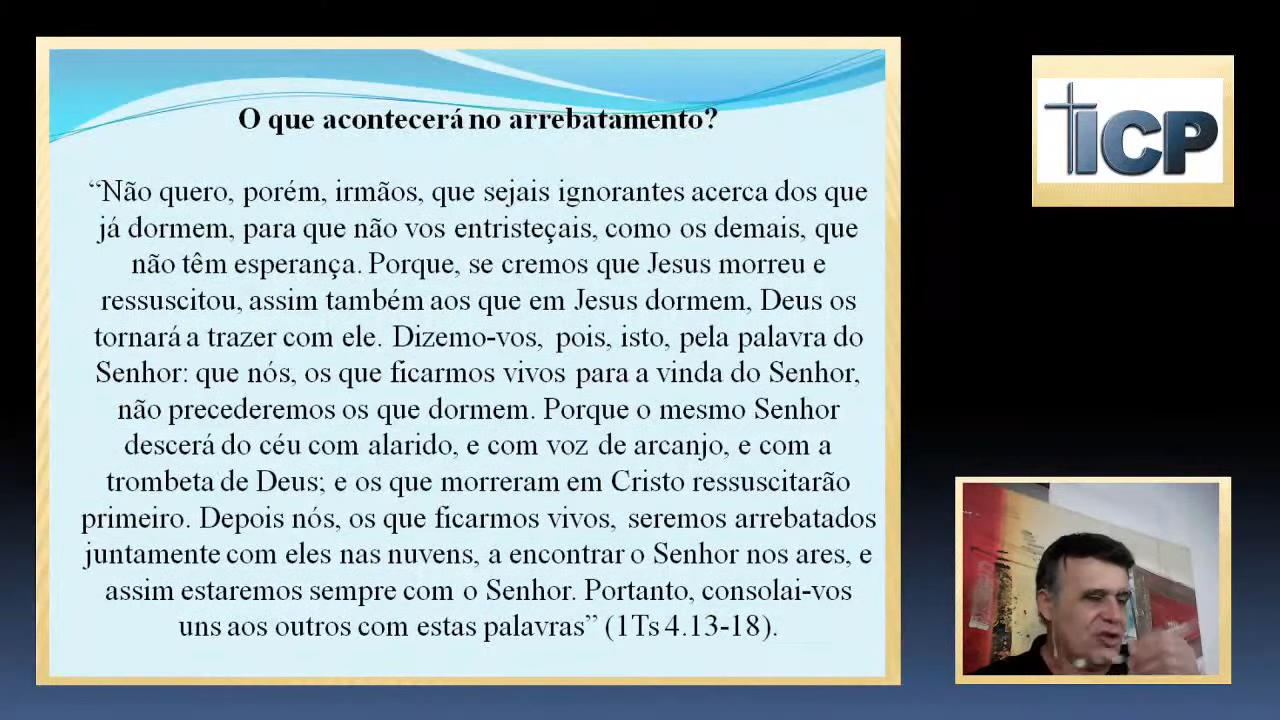 O que acontecerá no arrebatamento?
“Não quero, porém, irmãos, que sejais ignorantes acerca dos que
já dormem, para que não vos entristeçais, como os demais, que
não têm esperança. Porque, se cremos que Jesus morreu e
ressuscitou, assim também aos que em Jesus dormem, Deus os
tornará a trazer com ele. Dizemo-vos, pois, isto, pela palavra do
Senhor: que nós, os que ficarmos vivos para a vinda do Senhor,
não precederemos os que dormem. Porque o mesmo Senhor
descerá do céu com alarido, e com voz de arcanjo, e com a
trombeta de Deus; e os que morreram em Cristo ressuscitarão
primeiro. Depois nós, os que ficarmos vivos, seremos arrebatados
juntamente com eles nas nuvens, a encontrar o Senhor nos ares, e
assim estaremos sempre com o Senhor. Portanto, consolai-vos
uns aos outros com estas palavras” (1Ts 4.13-18).
ICP